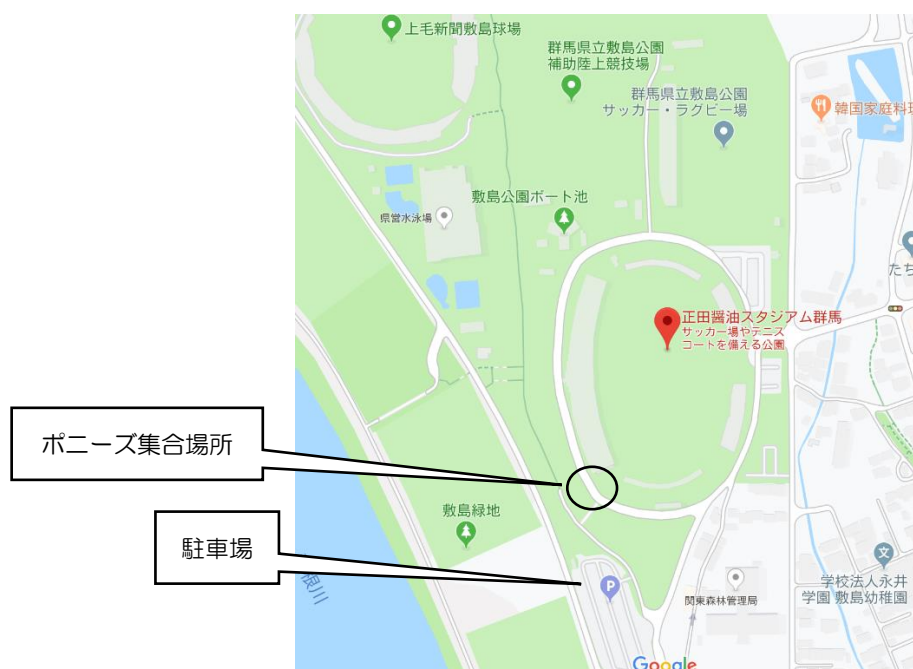 上毛新聞敷島球場
群馬県立敷島公園
補助陸上競技場
群馬県立敷島公園
サッカー・ラグビー場
韓国家庭料理
敷島公園ボート池
県営水泳場
たち
正田醤油スタジアム群馬
サッカー場やテニス
コートを備える公園
ポニーズ集合場所
敷島緑地
駐車場
根川
P
関東森林管理局
学校法人永井
学園 敷島幼稚園
文
Google